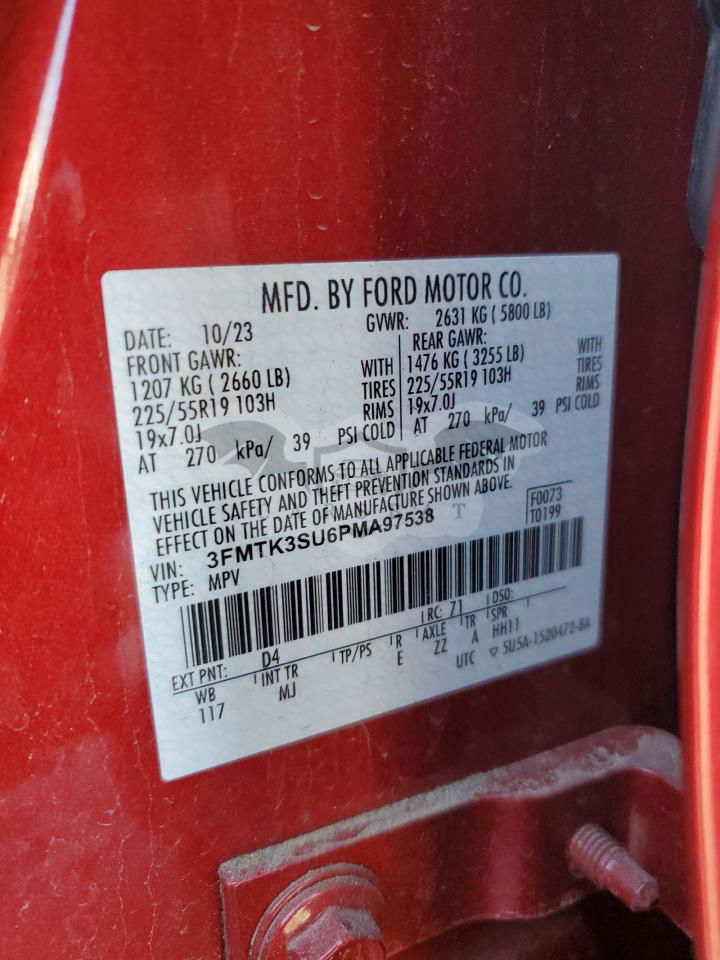 MFD. BY FORD MOTOR CO.
DATE: 10/23 GVWR: 2631 KG ( 5800 LB)
FRONT GAWR:
1207 KG ( 2660 LB) WITH
225/55R19 103H TIRES
19x7.0J RIMS
AT 270 kPa/ 39 PSI COLD
REAR GAWR: WITH
1476 KG ( 3255 LB) TIRES
225/55R19 103H RIMS
19x7.0J
AT 270 kPa/ 39 PSI COLD
THIS VEHICLE CONFORMS TO ALL APPLICABLE FEDERAL MOTOR
VEHICLE SAFETY AND THEFT PREVENTION STANDARDS IN
EFFECT ON THE DATE OF MANUFACTURE SHOWN ABOVE.
F0073
T0199
VIN: 3FMTK3SU6PMA97538
TYPE: MPV
EXT PNT: D4 RC: 71 DSO:
WB INT TR TP/PS R AXLE TR SPR
117 MJ E ZZ A HH11
UTC ▽ 5U5A-1520472-BA